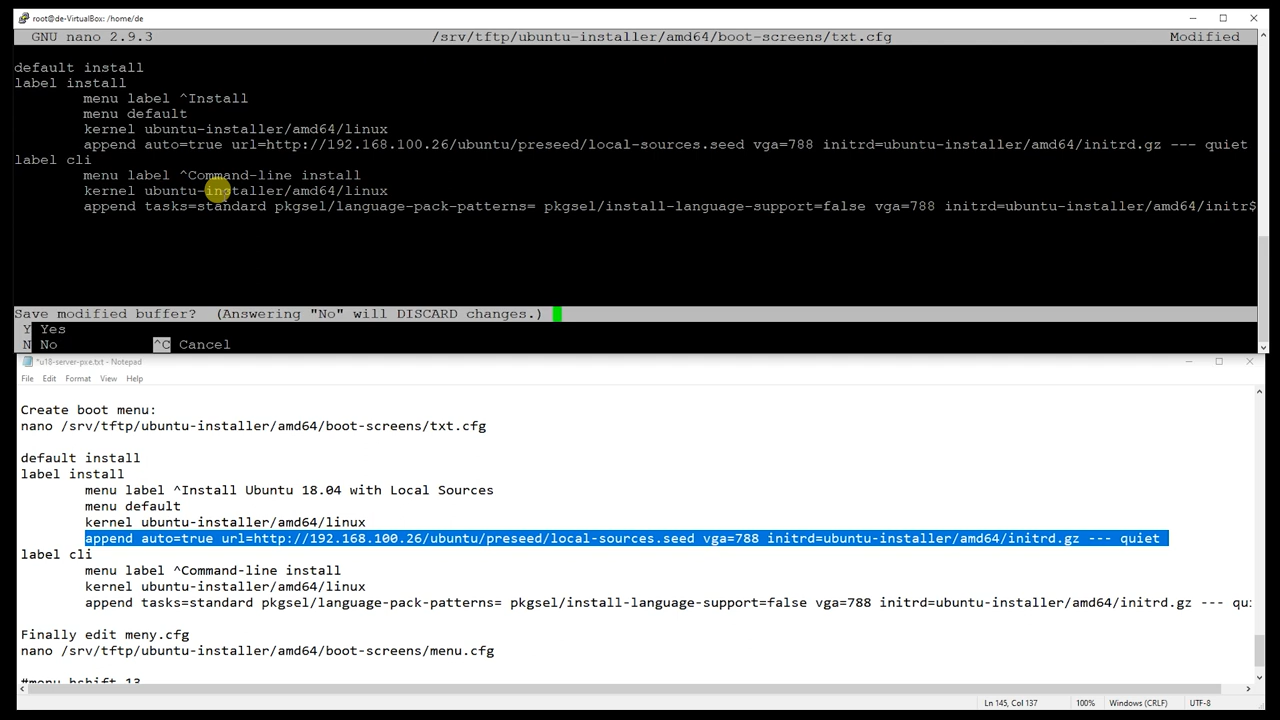 root@de-VirtualBox: /home/de
GNU nano 2.9.3 /srv/tftp/ubuntu-installer/amd64/boot-screens/txt.cfg Modified
default install
label install
menu label ^Install
menu default
kernel ubuntu-installer/amd64/linux
append auto=true url=http://192.168.100.26/ubuntu/preseed/local-sources.seed vga=788 initrd=ubuntu-installer/amd64/initrd.gz --- quiet
label cli
menu label ^Command-line install
kernel ubuntu-installer/amd64/linux
append tasks=standard pkgsel/language-pack-patterns= pkgsel/install-language-support=false vga=788 initrd=ubuntu-installer/amd64/initr$
Save modified buffer? (Answering "No" will DISCARD changes.)
Y Yes
N No ^C Cancel
*u18-server-pxe.txt - Notepad
File Edit Format View Help
Create boot menu:
nano /srv/tftp/ubuntu-installer/amd64/boot-screens/txt.cfg
default install
label install
menu label ^Install Ubuntu 18.04 with Local Sources
menu default
kernel ubuntu-installer/amd64/linux
append auto=true url=http://192.168.100.26/ubuntu/preseed/local-sources.seed vga=788 initrd=ubuntu-installer/amd64/initrd.gz --- quiet
label cli
menu label ^Command-line install
kernel ubuntu-installer/amd64/linux
append tasks=standard pkgsel/language-pack-patterns= pkgsel/install-language-support=false vga=788 initrd=ubuntu-installer/amd64/initrd.gz --- qui
Finally edit meny.cfg
nano /srv/tftp/ubuntu-installer/amd64/boot-screens/menu.cfg
#menu hshift 13
Ln 145, Col 137 100% Windows (CRLF) UTF-8